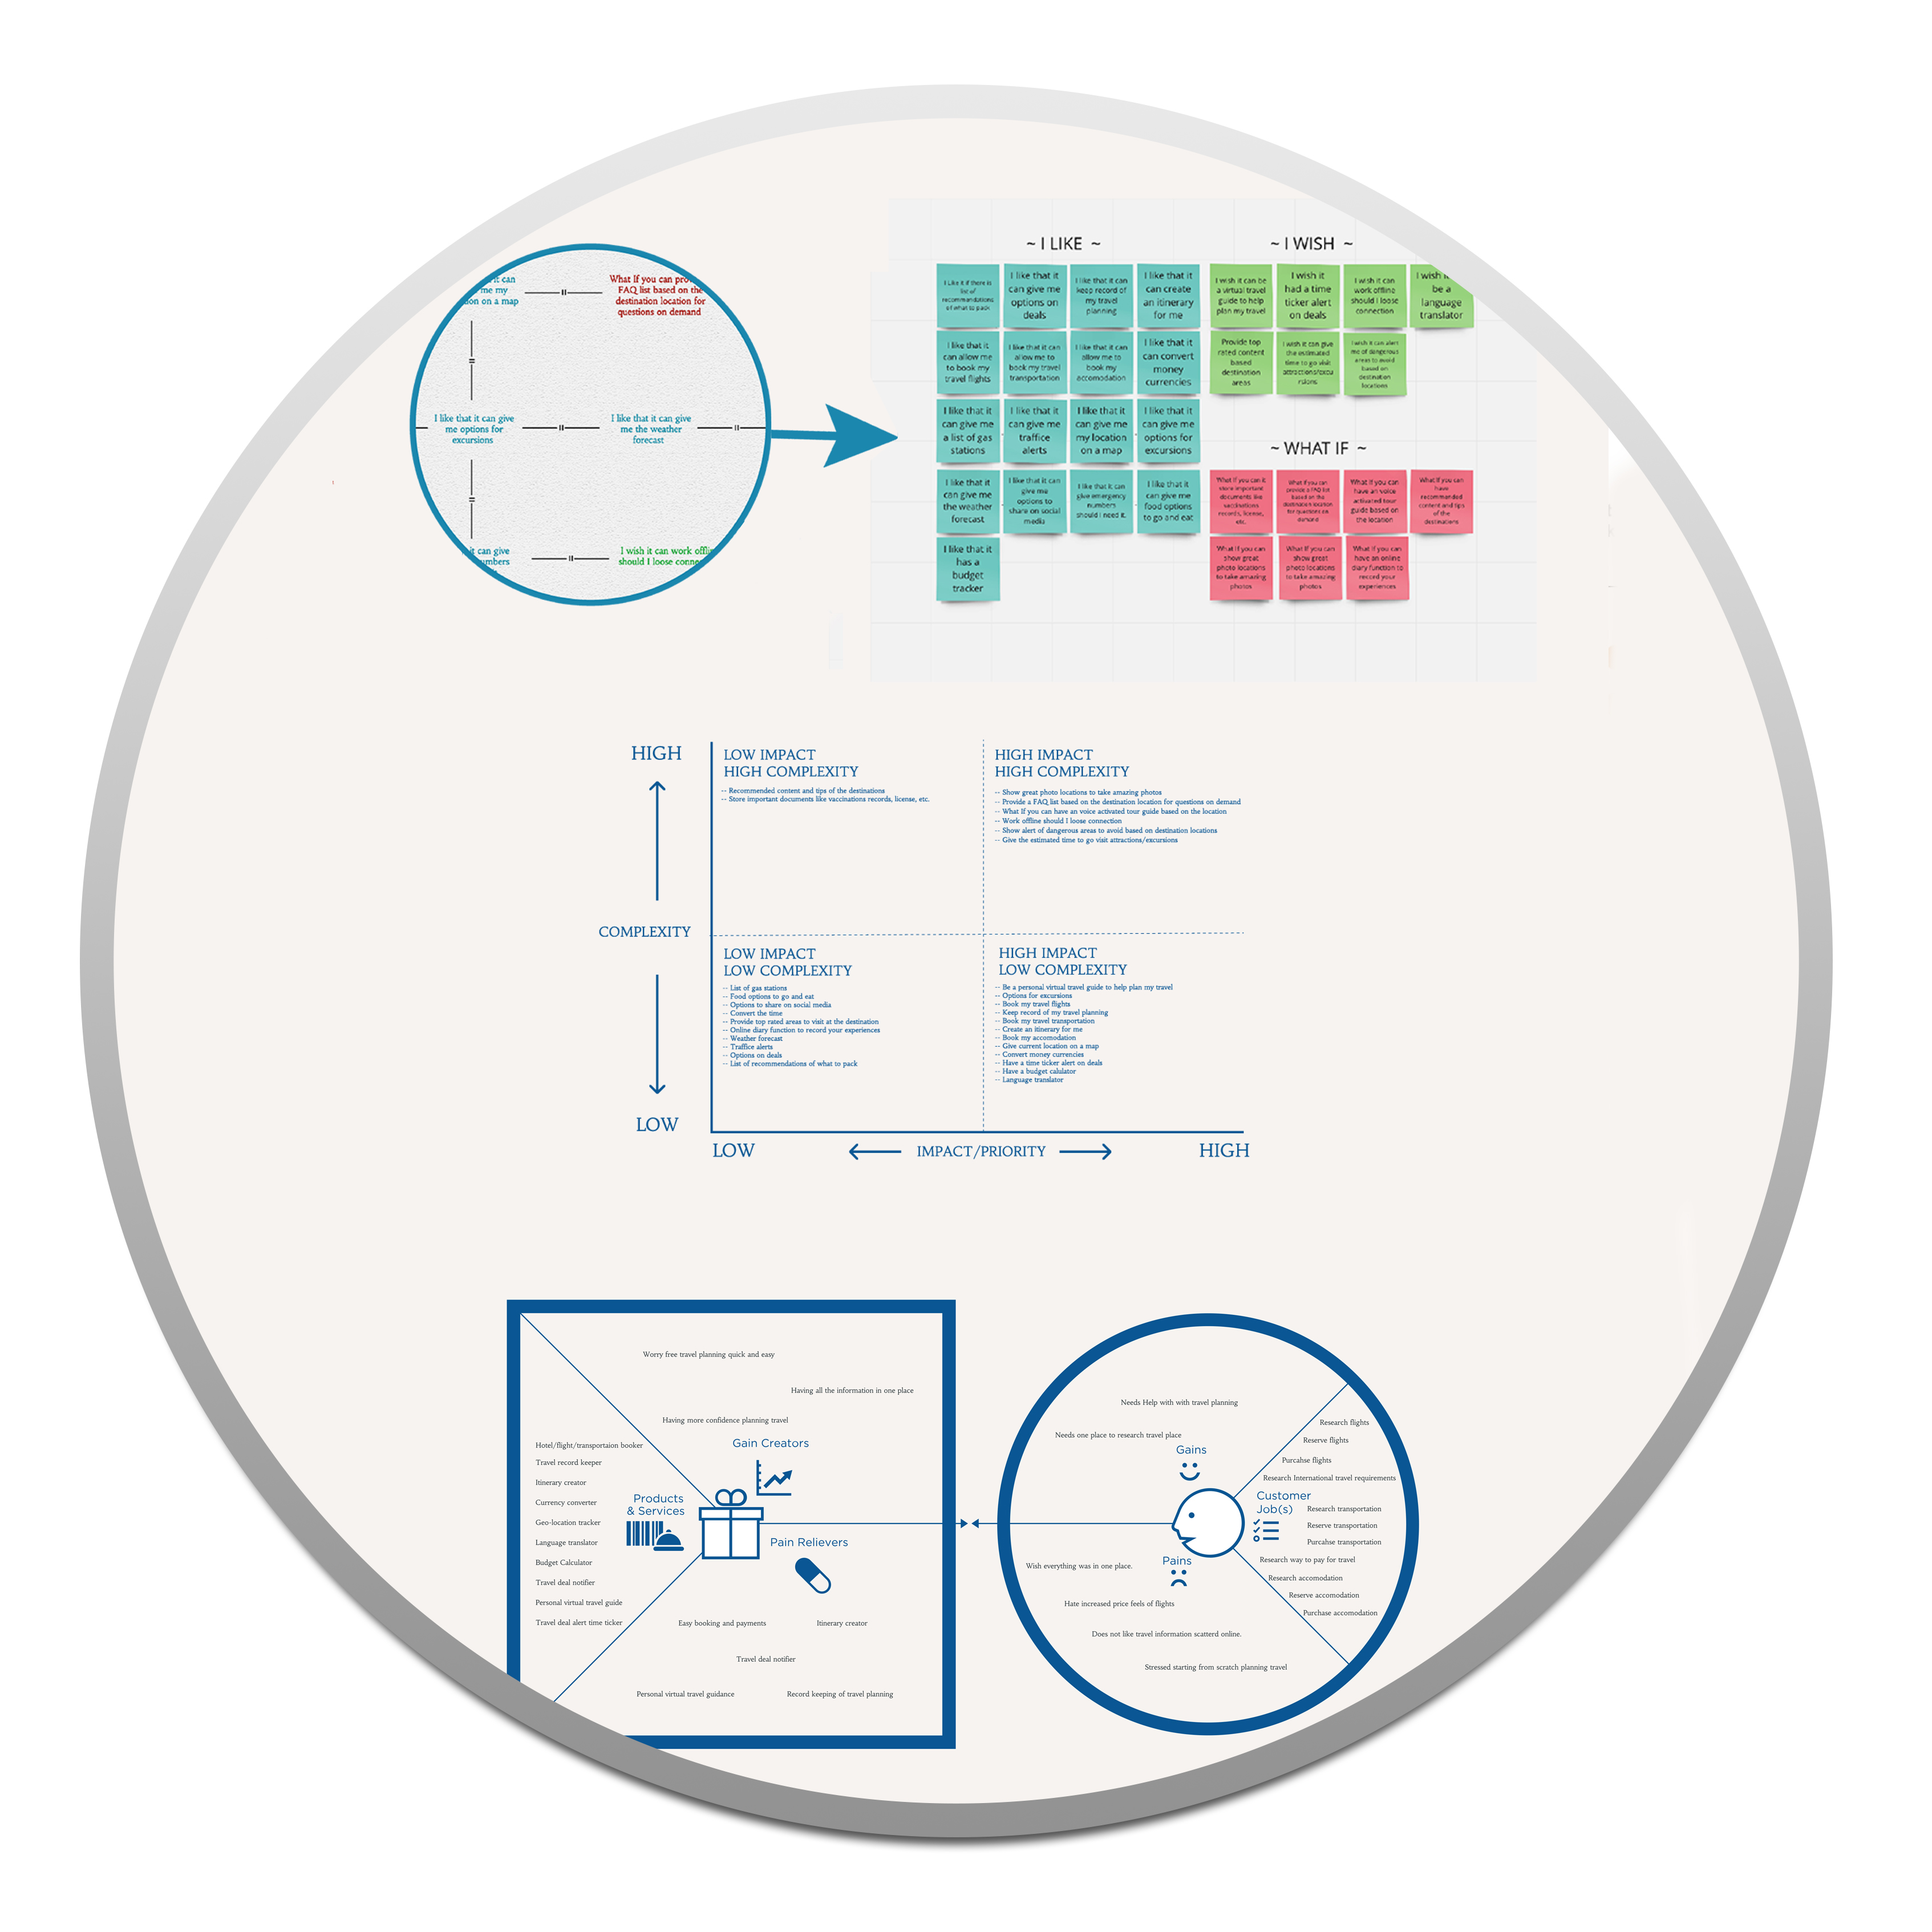 it can
me my
ion on a map
What If you can prov
FAQ list based on the
destination location for
questions on demand
I like that it can give
me options for
excursions
I like that it can give
me the weather
forecast
it can give
umbers
I wish it can work offli
should I loose connec
~ I LIKE ~
I Like it if there is
list of
recommendations
of what to pack
I like that it
can give me
options on
deals
I like that it can
keep record of
my travel
planning
I like that it
can create
an itinerary
for me
I like that it
can allow me
to book my
travel flights
I like that it can
allow me to
book my travel
transportation
I like that it can
allow me to
book my
accomodation
I like that it
can convert
money
currencies
I like that it
can give me
a list of gas
stations
I like that it
can give me
traffice
alerts
I like that it
can give me
my location
on a map
I like that it
can give me
options for
excursions
I like that it
can give me
the weather
forecast
I like that it can
give me
options to
share on social
media
I like that it can
give emergency
numbers
should I need it.
I like that it
can give me
food options
to go and eat
I like that it
has a
budget
tracker
~ I WISH ~
I wish it can be
a virtual travel
guide to help
plan my travel
I wish it
had a time
ticker alert
on deals
I wish it can
work offline
should I loose
connection
I wish
be a
language
translator
Provide top
rated content
based
destination
areas
I wish it can give
the estimated
time to go visit
attractions/excu
rsions
I wish it can alert
me of dangerous
areas to avoid
based on
destination
locations
~ WHAT IF ~
What If you can it
store important
documents like
vaccinations
records, license,
etc.
What If you can
provide a FAQ list
based on the
destination location
for questions on
demand
What If you can
have an voice
activated tour
guide based on
the location
What If you can
have
recommended
content and tips
of the
destinations
What If you can
show great
photo locations
to take amazing
photos
What If you can
show great
photo locations
to take amazing
photos
What If you can
have an online
diary function to
record your
experiences
HIGH
COMPLEXITY
LOW
LOW IMPACT
HIGH COMPLEXITY
-- Recommended content and tips of the destinations
-- Store important documents like vaccinations records, license, etc.
HIGH IMPACT
HIGH COMPLEXITY
-- Show great photo locations to take amazing photos
-- Provide a FAQ list based on the destination location for questions on demand
-- What If you can have an voice activated tour guide based on the location
-- Work offline should I loose connection
-- Show alert of dangerous areas to avoid based on destination locations
-- Give the estimated time to go visit attractions/excursions
LOW IMPACT
LOW COMPLEXITY
-- List of gas stations
-- Food options to go and eat
-- Options to share on social media
-- Convert the time
-- Provide top rated areas to visit at the destination
-- Online diary function to record your experiences
-- Weather forecast
-- Traffice alerts
-- Options on deals
-- List of recommendations of what to pack
HIGH IMPACT
LOW COMPLEXITY
-- Be a personal virtual travel guide to help plan my travel
-- Options for excursions
-- Book my travel flights
-- Keep record of my travel planning
-- Book my travel transportation
-- Create an itinerary for me
-- Book my accomodation
-- Give current location on a map
-- Convert money currencies
-- Have a time ticker alert on deals
-- Have a budget calulator
-- Language translator
LOW
IMPACT/PRIORITY
HIGH
Worry free travel planning quick and easy
Having all the information in one place
Having more confidence planning travel
Gain Creators
Hotel/flight/transportaion booker
Travel record keeper
Itinerary creator
Currency converter
Geo-location tracker
Language translator
Budget Calculator
Travel deal notifier
Personal virtual travel guide
Travel deal alert time ticker
Products
& Services
Pain Relievers
Easy booking and payments
Itinerary creator
Travel deal notifier
Personal virtual travel guidance
Record keeping of travel planning
Needs Help with with travel planning
Needs one place to research travel place
Gains
Research flights
Reserve flights
Purcahse flights
Research International travel requirements
Customer
Job(s)
Research transportation
Reserve transportation
Purcahse transportation
Research way to pay for travel
Research accomodation
Reserve accomodation
Purchase accomodation
Pains
Wish everything was in one place.
Hate increased price feels of flights
Does not like travel information scatterd online.
Stressed starting from scratch planning travel